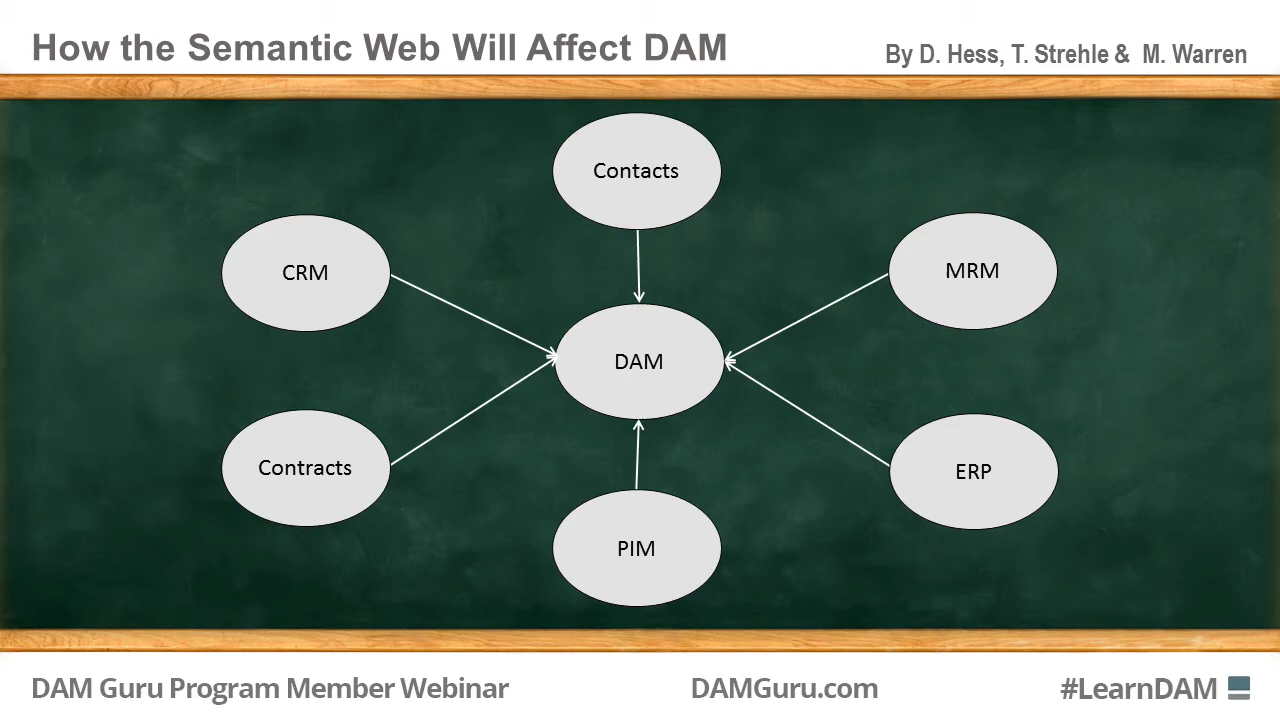 How the Semantic Web Will Affect DAM
By D. Hess, T. Strehle & M. Warren
Contacts
CRM
MRM
DAM
Contracts
ERP
PIM
DAM Guru Program Member Webinar
DAMGuru.com
#LearnDAM